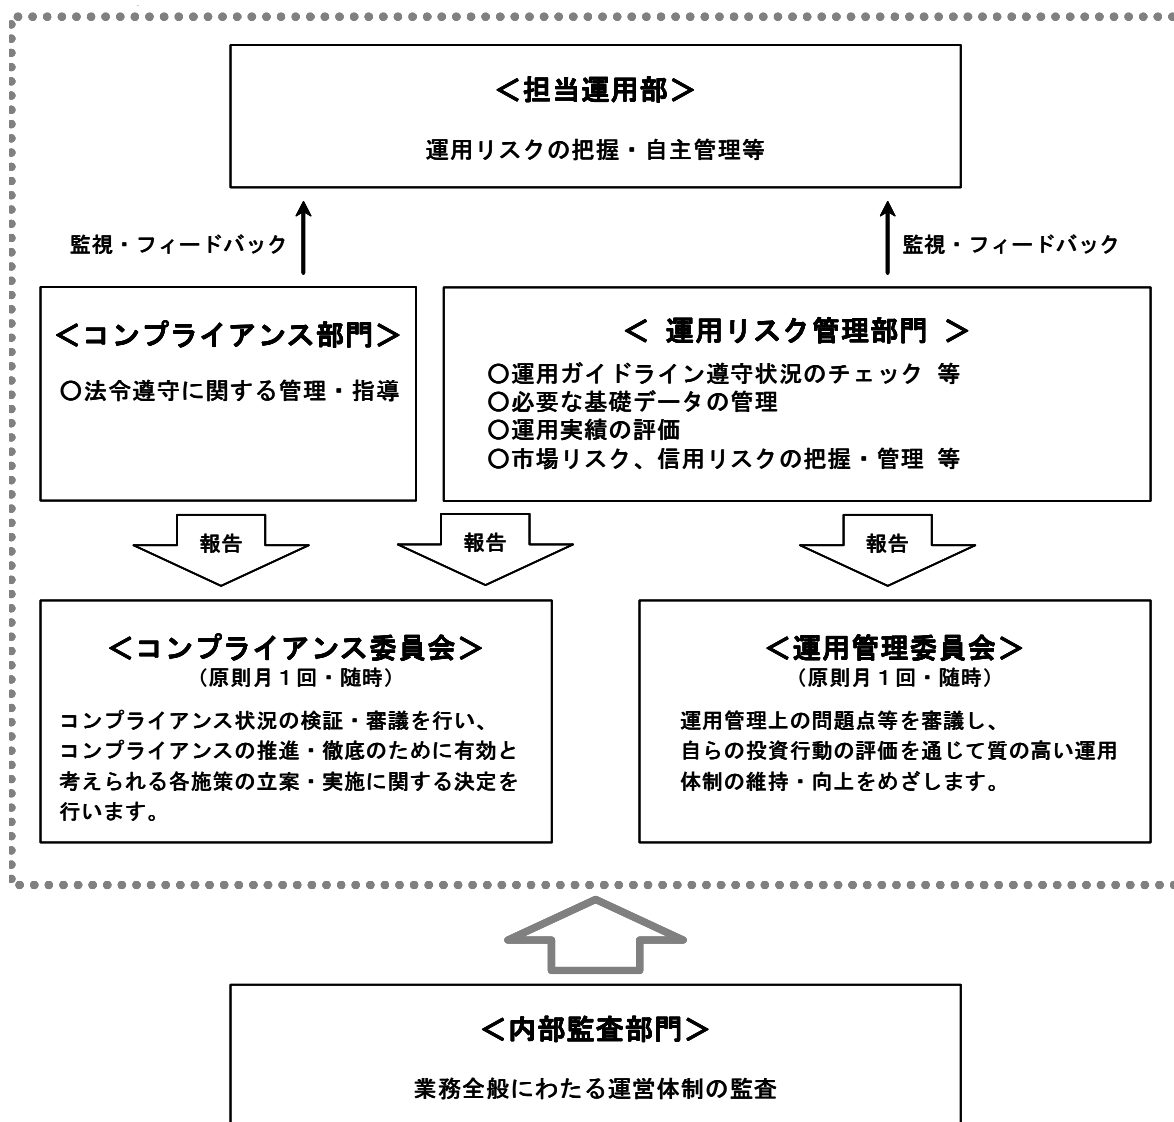 ＜担当運用部＞
運用リスクの把握・自主管理等
監視・フィードバック
監視・フィードバック
＜コンプライアンス部門＞
○法令遵守に関する管理・指導
＜ 運用リスク管理部門 ＞
○運用ガイドライン遵守状況のチェック 等
○必要な基礎データの管理
○運用実績の評価
○市場リスク、信用リスクの把握・管理 等
報告
報告
報告
＜コンプライアンス委員会＞
（原則月１回・随時）
コンプライアンス状況の検証・審議を行い、
コンプライアンスの推進・徹底のために有効と
考えられる各施策の立案・実施に関する決定を
行います。
＜運用管理委員会＞
（原則月１回・随時）
運用管理上の問題点等を審議し、
自らの投資行動の評価を通じて質の高い運用
体制の維持・向上をめざします。
＜内部監査部門＞
業務全般にわたる運営体制の監査